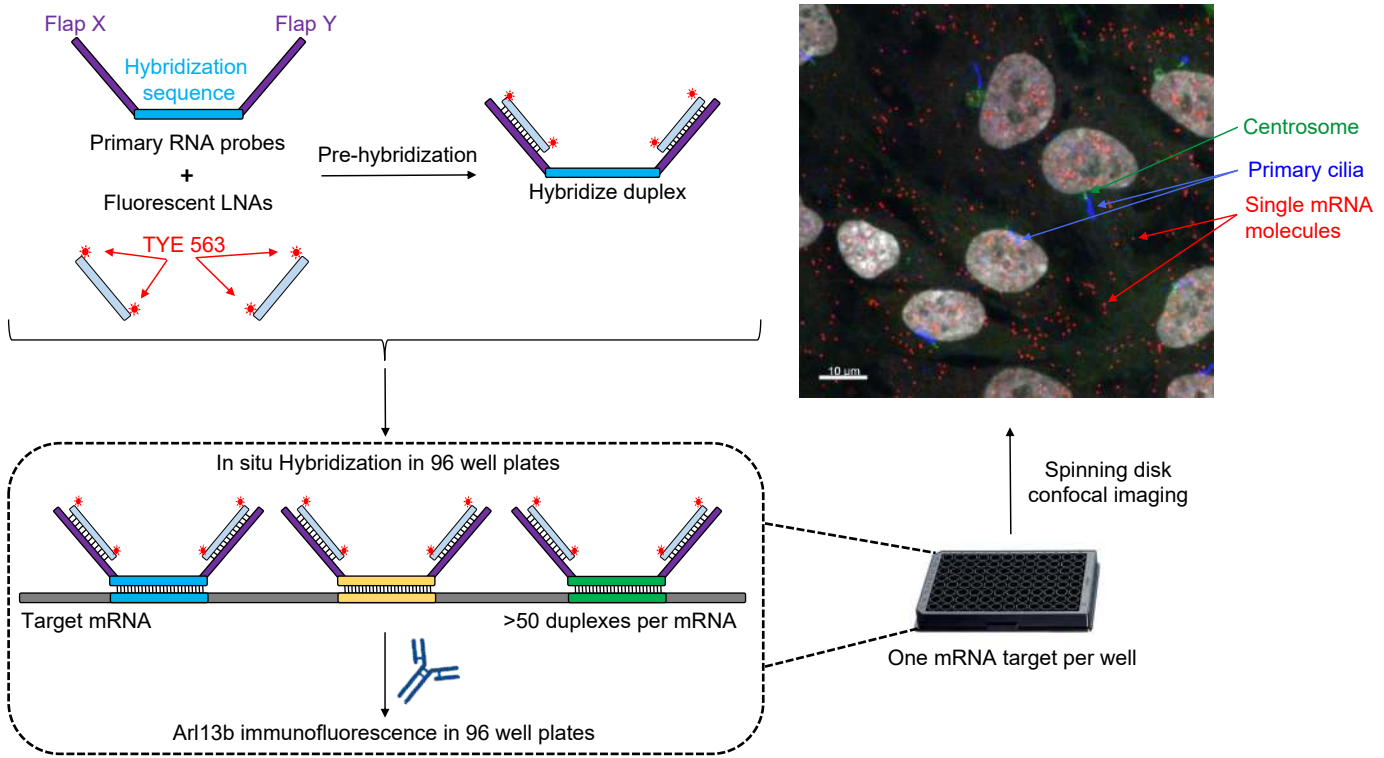 Flap X
Flap Y
Hybridization
sequence
Primary RNA probes
+
Fluorescent LNAs
TYE 563
Pre-hybridization
Hybridize duplex
Centrosome
Primary cilia
Single mRNA
molecules
10 µm
In situ Hybridization in 96 well plates
Target mRNA
>50 duplexes per mRNA
Arl13b immunofluorescence in 96 well plates
Spinning disk
confocal imaging
One mRNA target per well